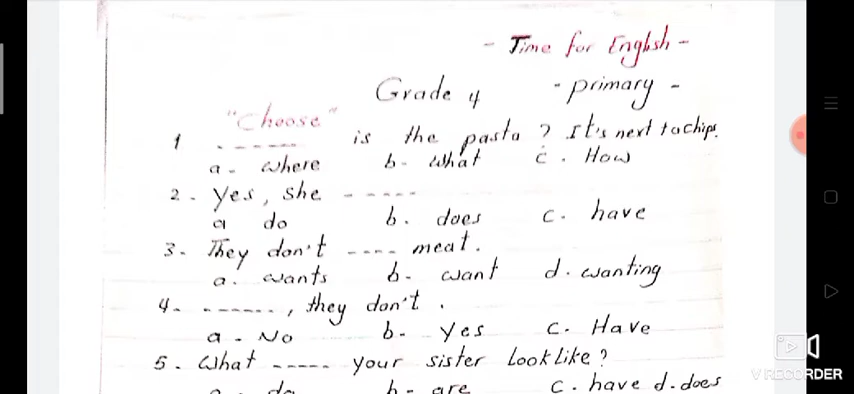 - Time for English -
Grade 4 - primary -
"Choose"
1 ------ is the pasta ? It's next to chips.
a - where b - what c . How
2 - Yes, she -----
a do b . does c . have
3 - They don't ---- meat.
a . wants b - want d . wanting
4 - ------, they don't .
a - No b - Yes c . Have
5 . What ----- your sister look like ?
a - do b - are c . have d . does
V RECORDER